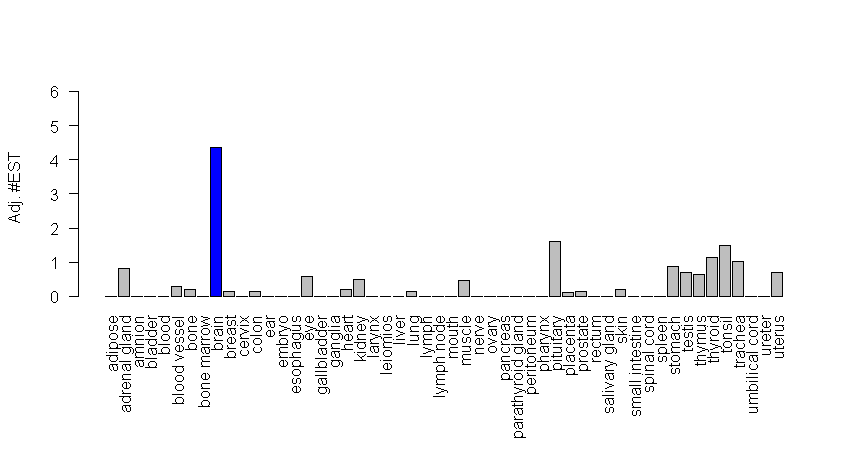 Adj. #EST
6
5
4
3
2
1
0
adipose
adrenal gland
amnion
bladder
blood
blood vessel
bone
bone marrow
brain
breast
cervix
colon
ear
embryo
esophagus
eye
gallbladder
ganglia
heart
kidney
larynx
leiomios
liver
lung
lymph
lymph node
mouth
muscle
nerve
ovary
pancreas
parathyroid gland
peritoneum
pharynx
pituitary
placenta
prostate
rectum
salivary gland
skin
small intestine
spinal cord
spleen
stomach
testis
thymus
thyroid
tonsil
trachea
umbilical cord
ureter
uterus